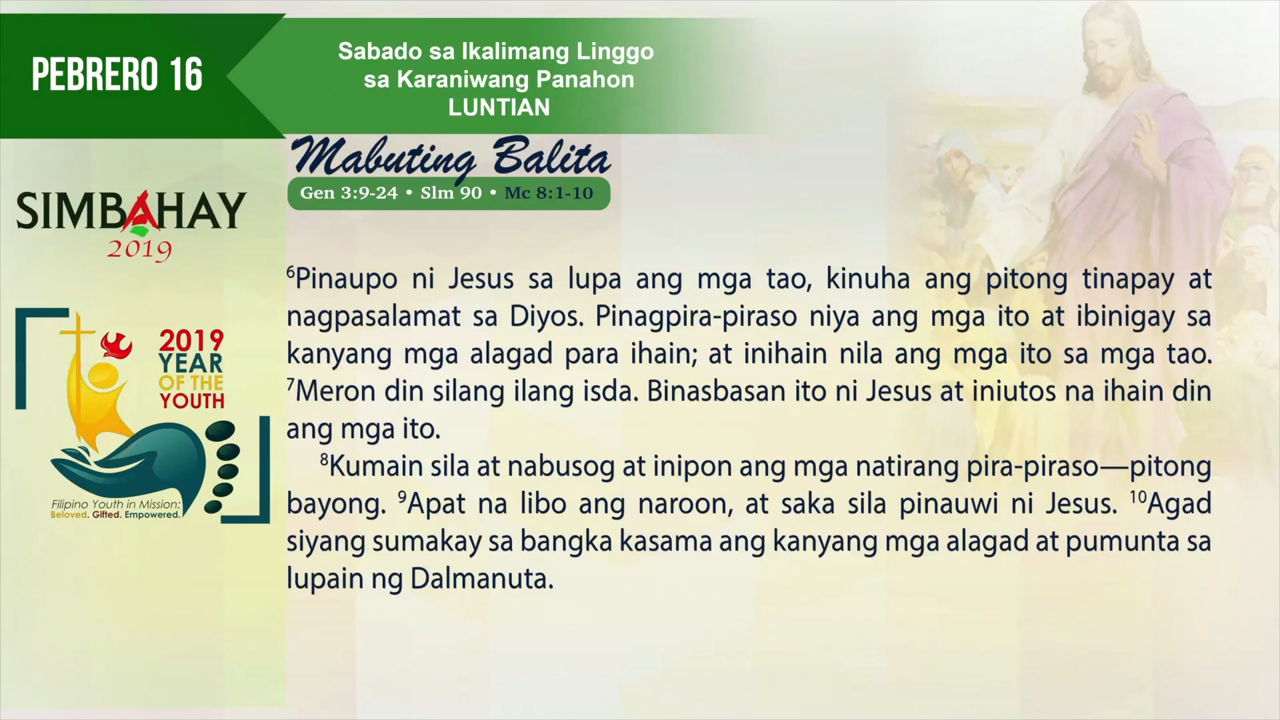 PEBRERO 16
Sabado sa Ikalimang Linggo
sa Karaniwang Panahon
LUNTIAN
Mabuting Balita
Gen 3:9-24 • Slm 90 • Mc 8:1-10
SIMBAHAY
2019
2019
YEAR
OF THE
YOUTH
Filipino Youth in Mission:
Beloved. Gifted. Empowered.
⁶Pinaupo ni Jesus sa lupa ang mga tao, kinuha ang pitong tinapay at
nagpasalamat sa Diyos. Pinagpira-piraso niya ang mga ito at ibinigay sa
kanyang mga alagad para ihain; at inihain nila ang mga ito sa mga tao.
⁷Meron din silang ilang isda. Binasbasan ito ni Jesus at iniutos na ihain din
ang mga ito.
⁸Kumain sila at nabusog at inipon ang mga natirang pira-piraso—pitong
bayong. ⁹Apat na libo ang naroon, at saka sila pinauwi ni Jesus. ¹⁰Agad
siyang sumakay sa bangka kasama ang kanyang mga alagad at pumunta sa
lupain ng Dalmanuta.